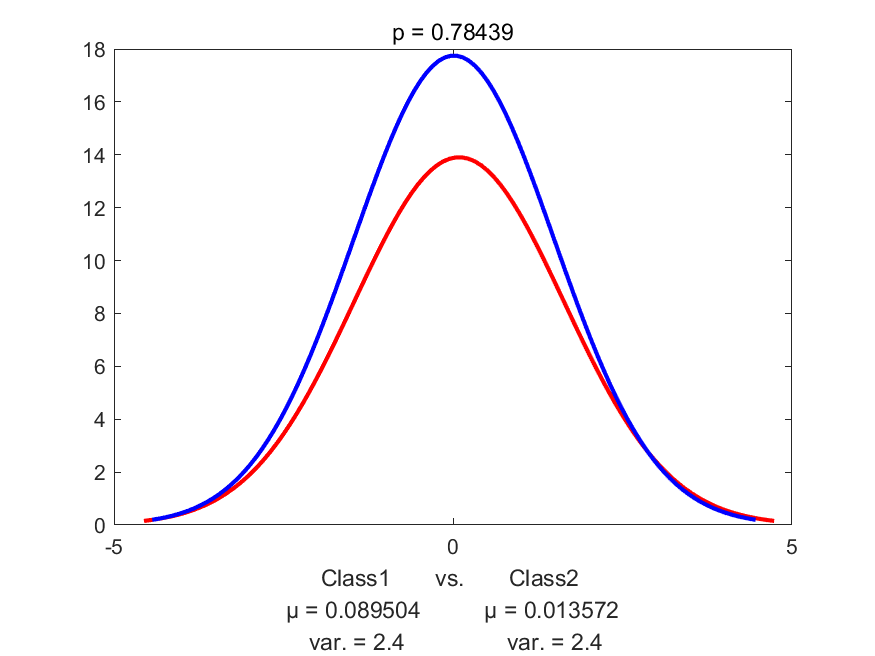 p = 0.78439
18
16
14
12
10
8
6
4
2
0
-5 0 5
Class1 vs. Class2
μ = 0.089504 μ = 0.013572
var. = 2.4 var. = 2.4